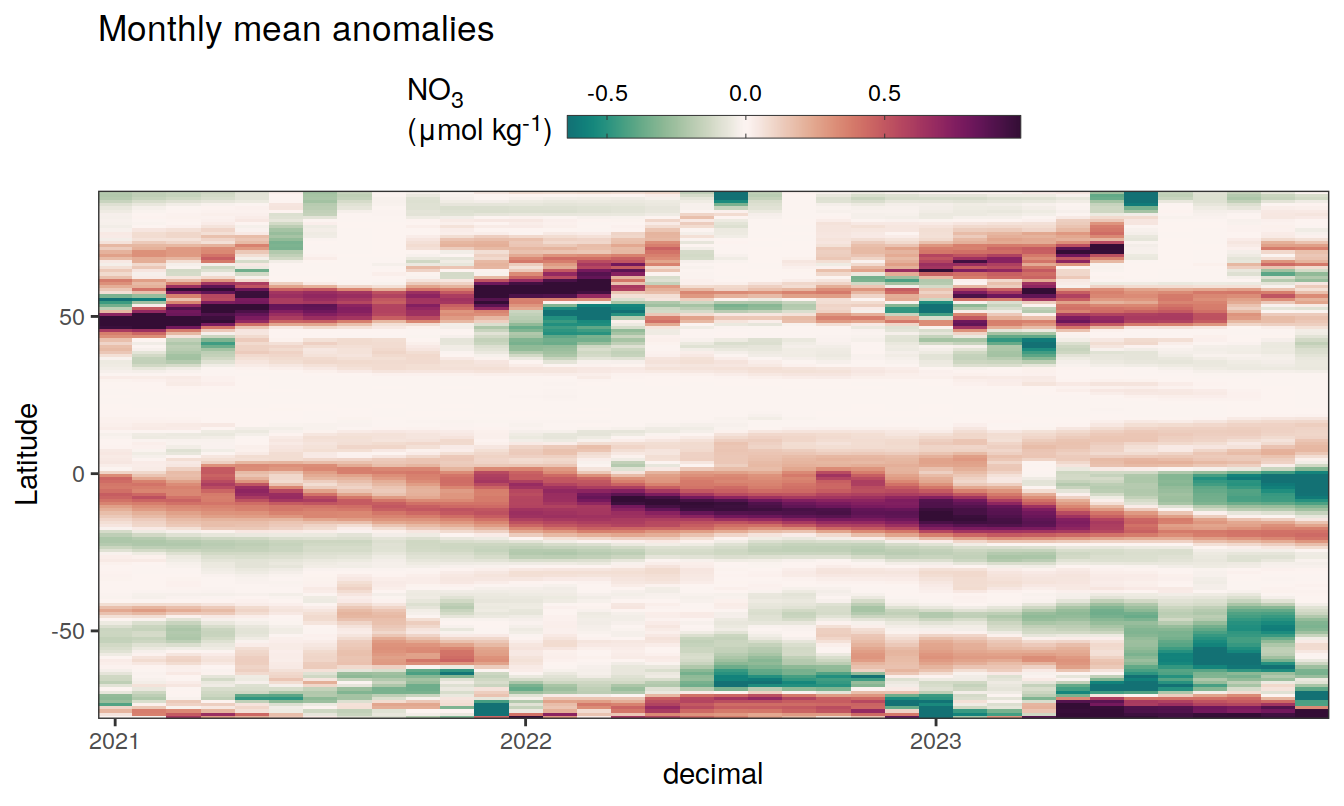 Monthly mean anomalies
NO₃
(µmol kg⁻¹)
-0.5 0.0 0.5
Latitude
50
0
-50
2021 2022 2023
decimal